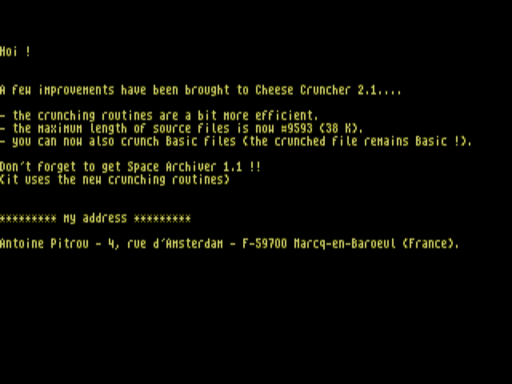 Hoi !
A few improvements have been brought to Cheese Cruncher 2.1....
- the crunching routines are a bit more efficient.
- the maximum length of source files is now #9593 (38 K).
- you can now also crunch Basic files (the crunched file remains Basic !).
Don't forget to get Space Archiver 1.1 !!
(it uses the new crunching routines)
********* my address *********
Antoine Pitrou - 4, rue d'Amsterdam - F-59700 Marcq-en-Baroeul (France).